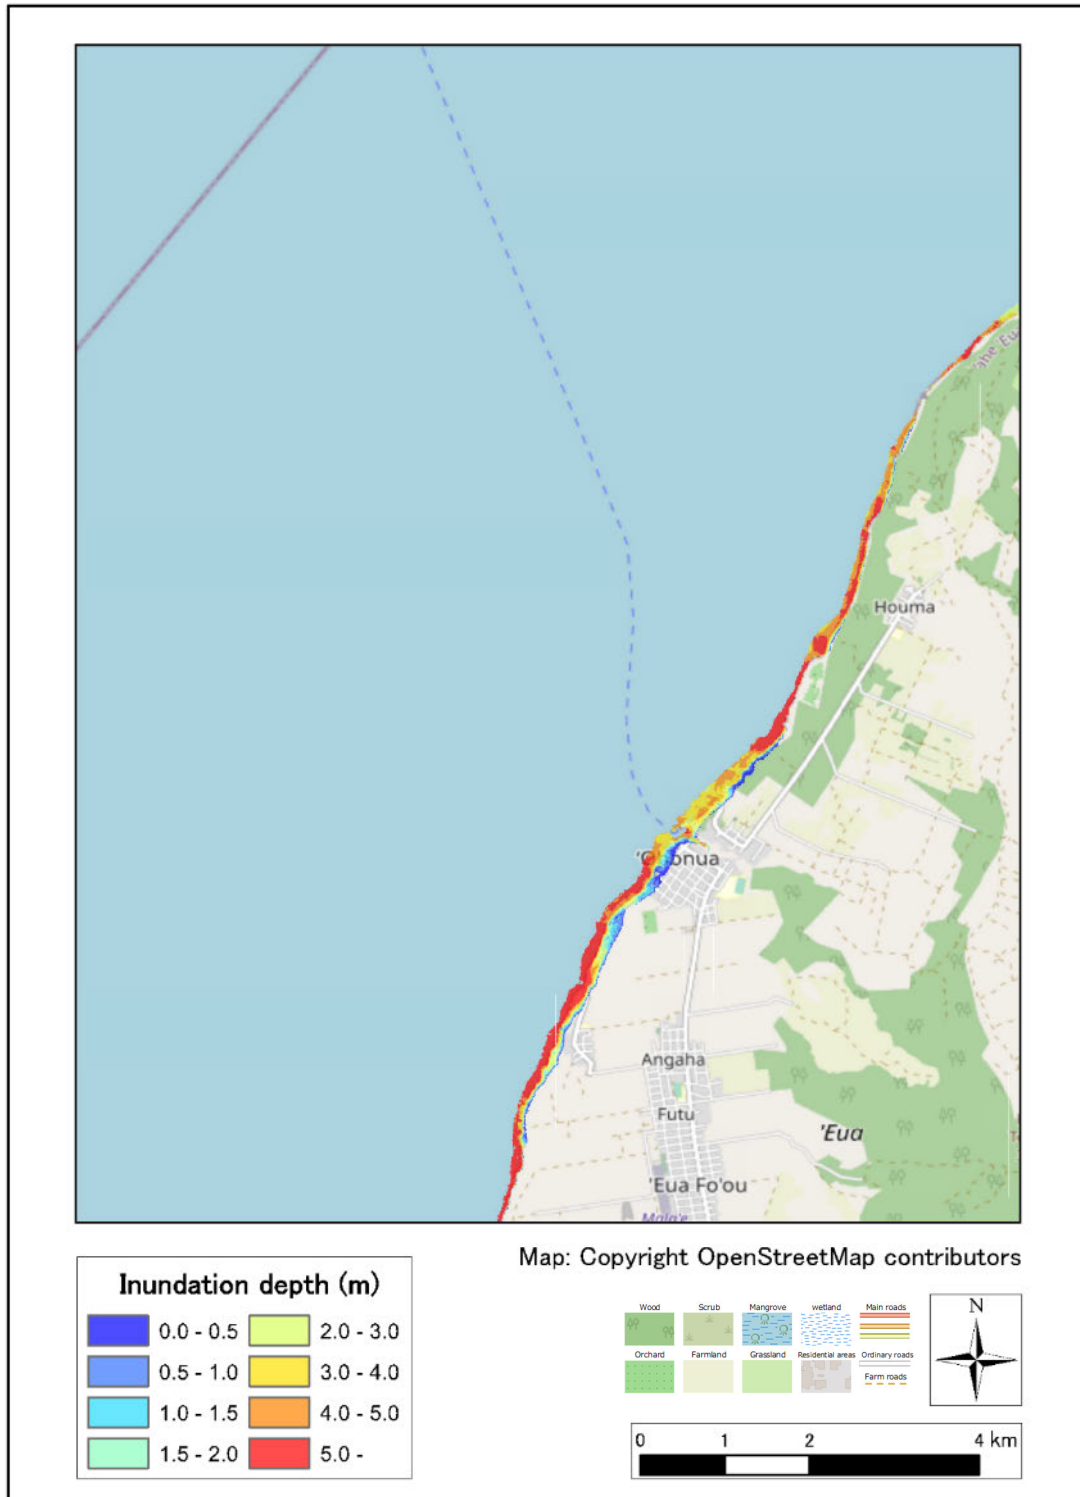 'ahe 'Eu
Houma
Angaha
Futu
'Eua
'Eua Fo'ou
Map: Copyright OpenStreetMap contributors
Inundation depth (m)
0.0 - 0.5
0.5 - 1.0
1.0 - 1.5
1.5 - 2.0
2.0 - 3.0
3.0 - 4.0
4.0 - 5.0
5.0 -
Wood
Scrub
Mangrove
wetland
Main roads
Orchard
Farmland
Grassland
Residential areas
Ordinary roads
Farm roads
N
0 1 2 4 km